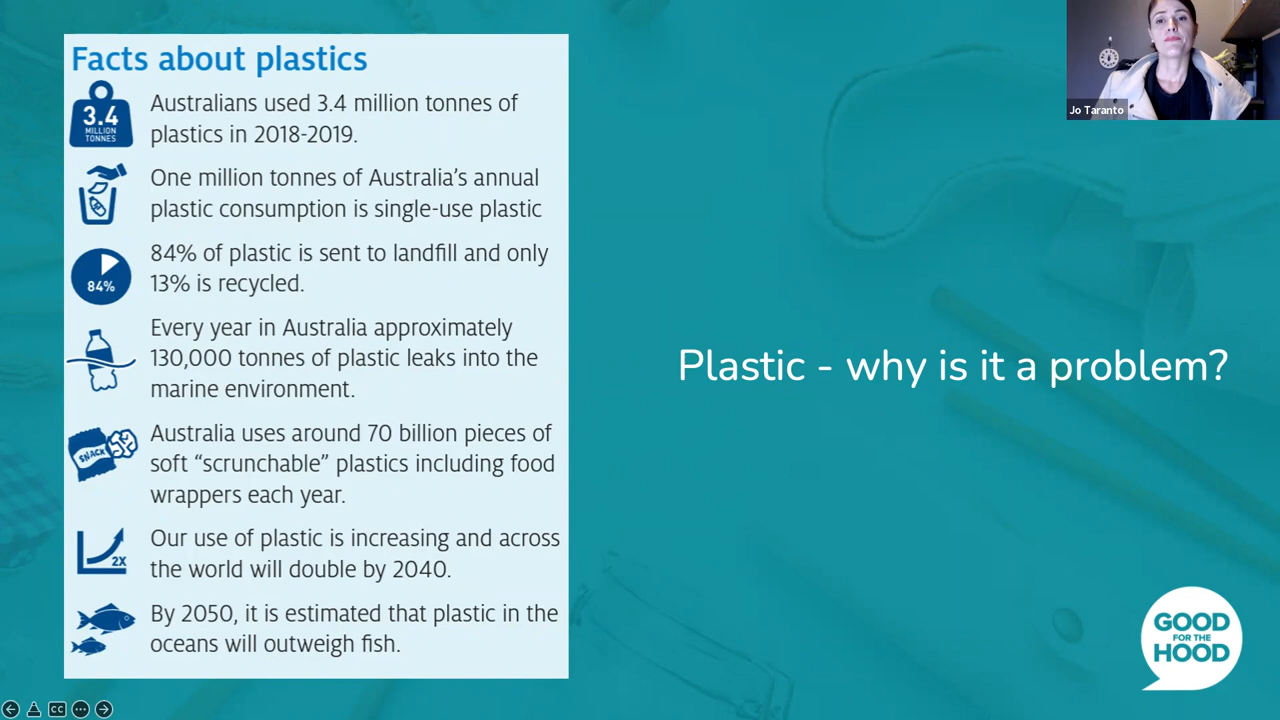 Facts about plastics
3.4
MILLION
TONNES
Australians used 3.4 million tonnes of
plastics in 2018-2019.
One million tonnes of Australia's annual
plastic consumption is single-use plastic
84%
84% of plastic is sent to landfill and only
13% is recycled.
Every year in Australia approximately
130,000 tonnes of plastic leaks into the
marine environment.
SNACK
Australia uses around 70 billion pieces of
soft “scrunchable” plastics including food
wrappers each year.
2X
Our use of plastic is increasing and across
the world will double by 2040.
By 2050, it is estimated that plastic in the
oceans will outweigh fish.
Jo Taranto
Plastic - why is it a problem?
GOOD
FOR THE
HOOD
CC